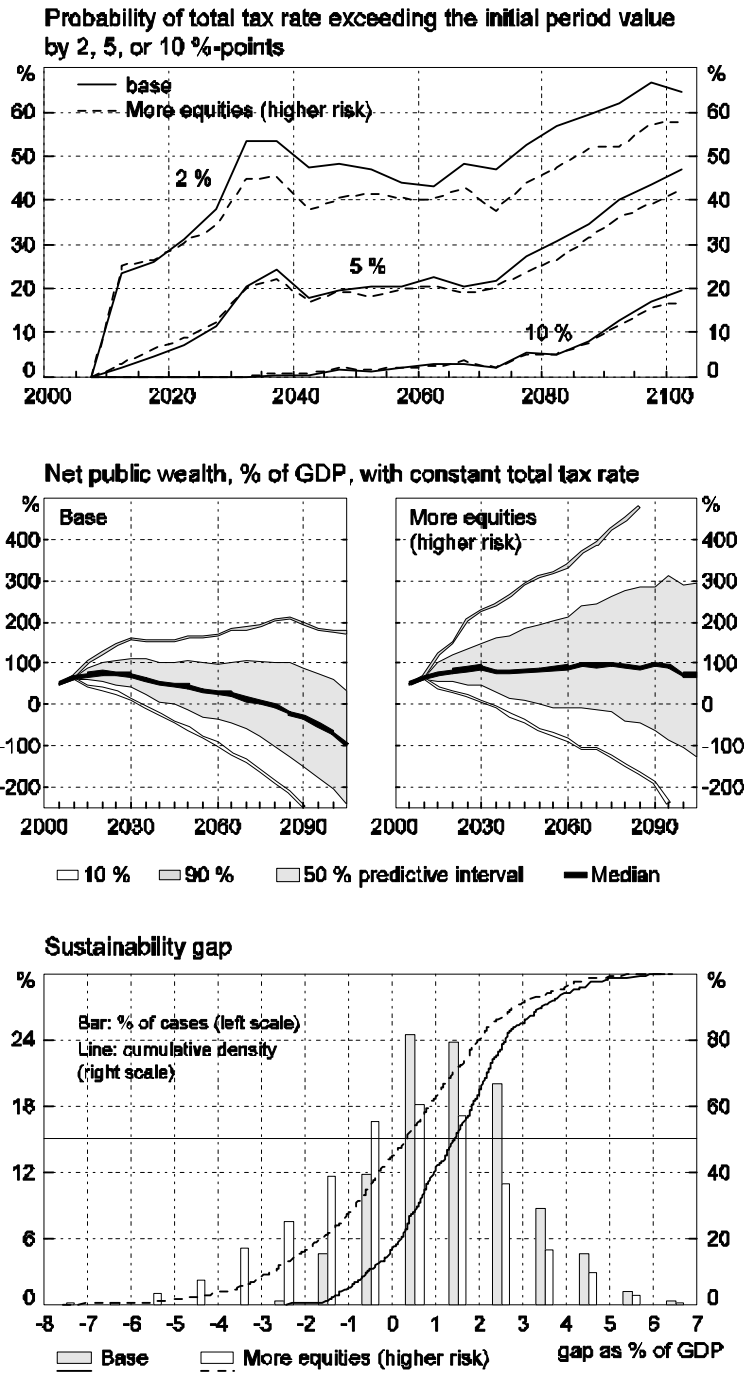 Probability of total tax rate exceeding the initial period value
by 2, 5, or 10 %-points
% %
base
60 More equities (higher risk) 60
50 50
2 %
40 40
30 30
5 %
20 20
10 10 % 10
0 0
2000 2020 2040 2060 2080 2100
Net public wealth, % of GDP, with constant total tax rate
% Base More equities %
(higher risk)
400 400
300 300
200 200
100 100
0 0
-100 -100
-200 -200
2000 2030 2060 2090 2000 2030 2060 2090
10 % 90 % 50 % predictive interval Median
Sustainability gap
% %
Bar: % of cases (left scale)
24 Line: cumulative density 80
(right scale)
18 60
12 40
6 20
0 0
-8 -7 -6 -5 -4 -3 -2 -1 0 1 2 3 4 5 6 7
Base More equities (higher risk) gap as % of GDP